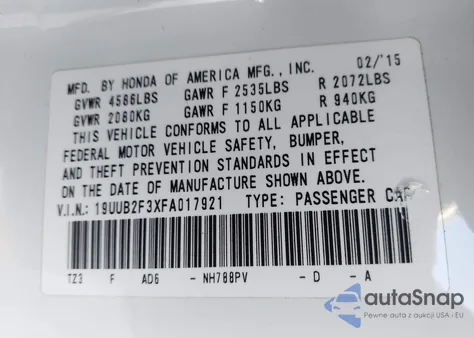 MFD. BY HONDA OF AMERICA MFG., INC. 02/'15
GVWR 4586LBS GAWR F 2535LBS R 2072LBS
GVWR 2080KG GAWR F 1150KG R 940KG
THIS VEHICLE CONFORMS TO ALL APPLICABLE
FEDERAL MOTOR VEHICLE SAFETY, BUMPER,
AND THEFT PREVENTION STANDARDS IN EFFECT
ON THE DATE OF MANUFACTURE SHOWN ABOVE.
V.I.N.: 19UUB2F3XFA017921 TYPE: PASSENGER CAR
TZ3 F AD6 - NH788PV - D - A
autoSnap
Pewne auta z aukcji USA i EU